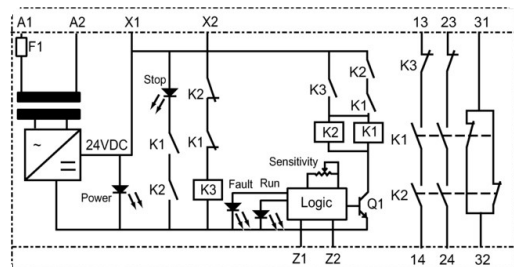 A1 A2 X1 X2 13 23 31
F1
Stop
K2
K3
K2
K3
K2
K1
24VDC
K1
K1
K2
K1
K1
Sensitivity
Power
K2
K3
Fault
Run
Logic
Q1
K2
Z1 Z2 14 24 32